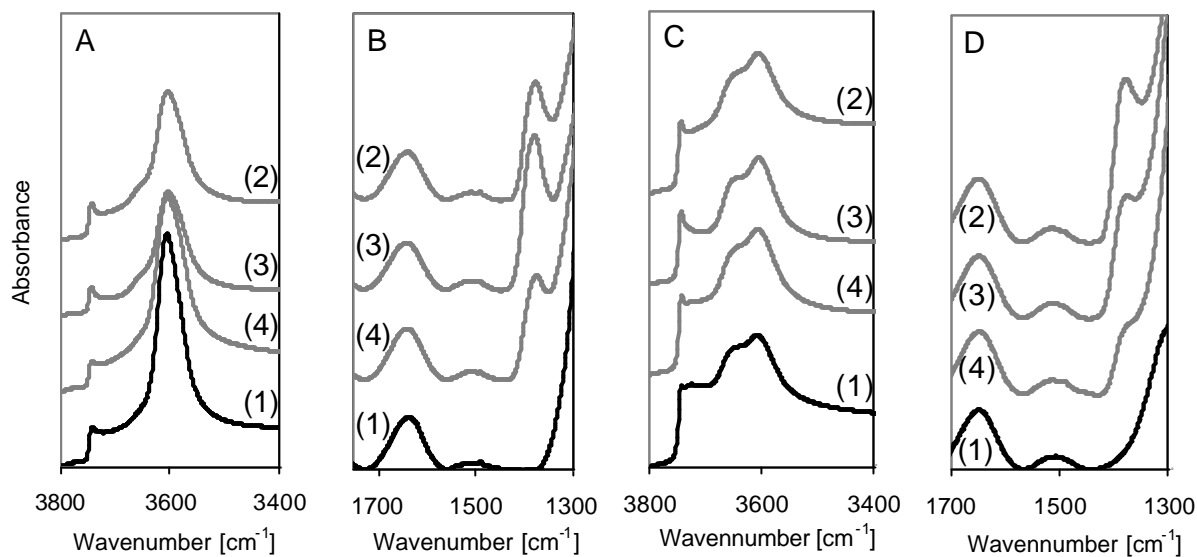 Absorbance
A
(2)
(3)
(4)
(1)
3800 3600 3400
Wavenumber [cm-1]
B
(2)
(3)
(4)
(1)
1700 1500 1300
Wavenumber [cm-1]
C
(2)
(3)
(4)
(1)
3800 3600 3400
Wavenumber [cm-1]
D
(2)
(3)
(4)
(1)
1700 1500 1300
Wavennumber [cm-1]